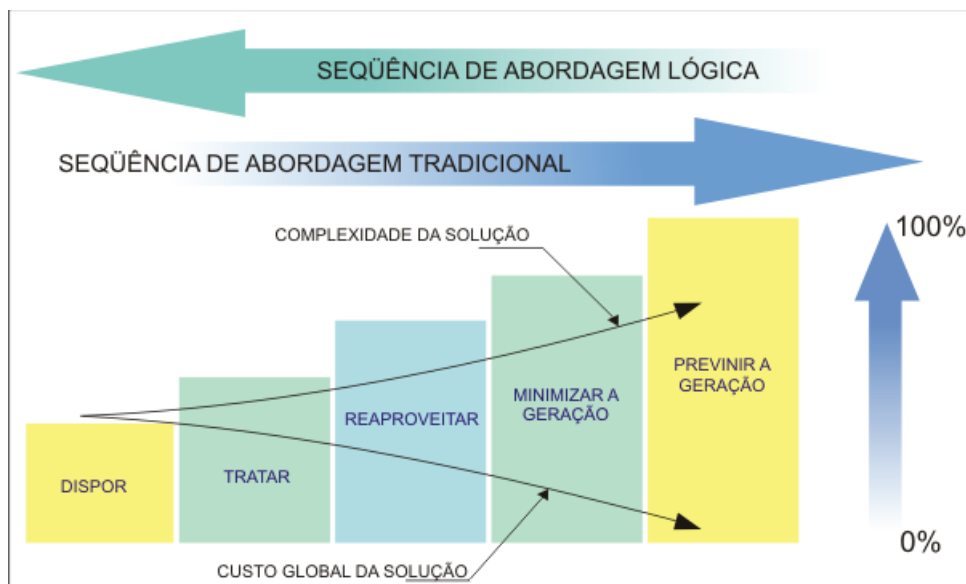 SEQÜÊNCIA DE ABORDAGEM LÓGICA
SEQÜÊNCIA DE ABORDAGEM TRADICIONAL
COMPLEXIDADE DA SOLUÇÃO
100%
PREVINIR A
GERAÇÃO
MINIMIZAR A
GERAÇÃO
REAPROVEITAR
TRATAR
DISPOR
0%
CUSTO GLOBAL DA SOLUÇÃO